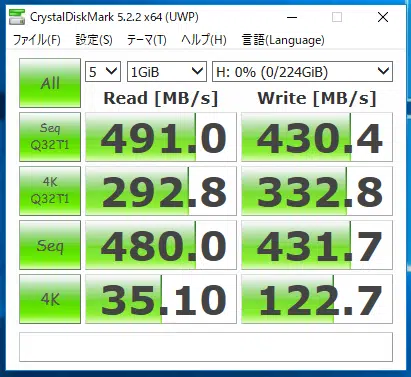 CrystalDiskMark 5.2.2 x64 (UWP)
ファイル(F) 設定(S) テーマ(T) ヘルプ(H) 言語(Language)
All 5 1GiB H: 0% (0/224GiB)
Read [MB/s] Write [MB/s]
Seq Q32T1 491.0 430.4
4K Q32T1 292.8 332.8
Seq 480.0 431.7
4K 35.10 122.7